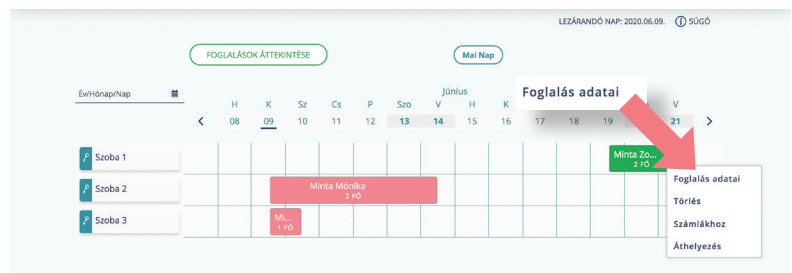 LEZÁRANDÓ NAP: 2020.06.09. i SÚGÓ
FOGLALÁSOK ÁTTEKINTÉSE
Mai Nap
Év/Hónap/Nap
Június
Foglalás adatai
H K Sz Cs P Szo V H K V
08 09 10 11 12 13 14 15 16 17 18 19 21
Szoba 1
Minta Zo...
2 FŐ
Szoba 2
Minta Mónika
2 FŐ
Szoba 3
Mi...
1 FŐ
Foglalás adatai
Törlés
Számlákhoz
Áthelyezés